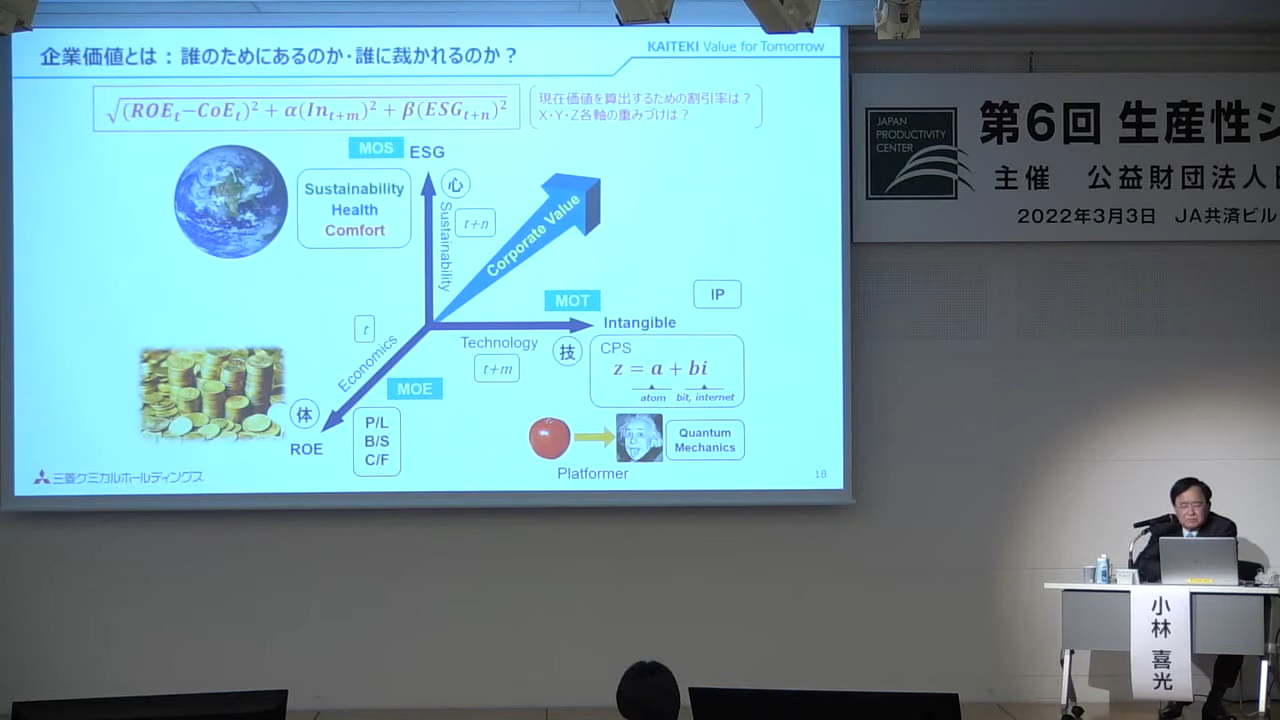 企業価値とは：誰のためにあるのか・誰に裁かれるのか？
KAITEKI Value for Tomorrow
√(ROEt−CoEt)² + α(Int+m)² + β(ESGt+n)²
現在価値を算出するための割引率は？
X・Y・Z各軸の重みづけは？
MOS
ESG
心
Sustainability
Health
Comfort
Sustainability
t+n
Corporate Value
IP
MOT
Intangible
t
Technology
技
t+m
CPS
z = a + bi
atom
bit, internet
Economics
MOE
体
ROE
P/L
B/S
C/F
Quantum
Mechanics
Platformer
三菱ケミカルホールディングス
18
JAPAN
PRODUCTIVITY
CENTER
第6回 生産性シ
主催 公益財団法人日
2022年3月3日 JA共済ビル
小林 喜光